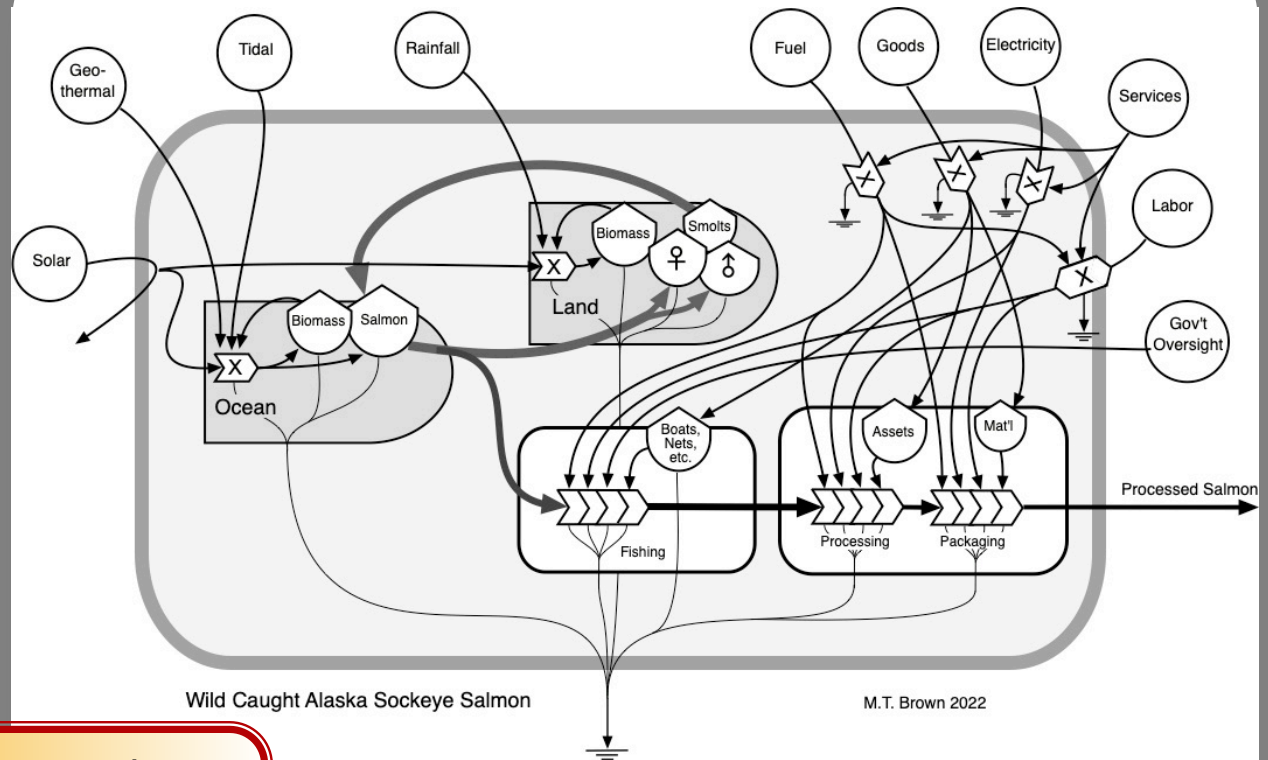 Geo-
thermal
Tidal
Rainfall
Fuel
Goods
Electricity
Services
Labor
Gov't
Oversight
Solar
X
X
X
X
X
X
Biomass
Smolts
♀
♂
Land
Biomass
Salmon
Ocean
Boats,
Nets,
etc.
Fishing
Assets
Mat'l
Processing
Packaging
Processed Salmon
Wild Caught Alaska Sockeye Salmon
M.T. Brown 2022